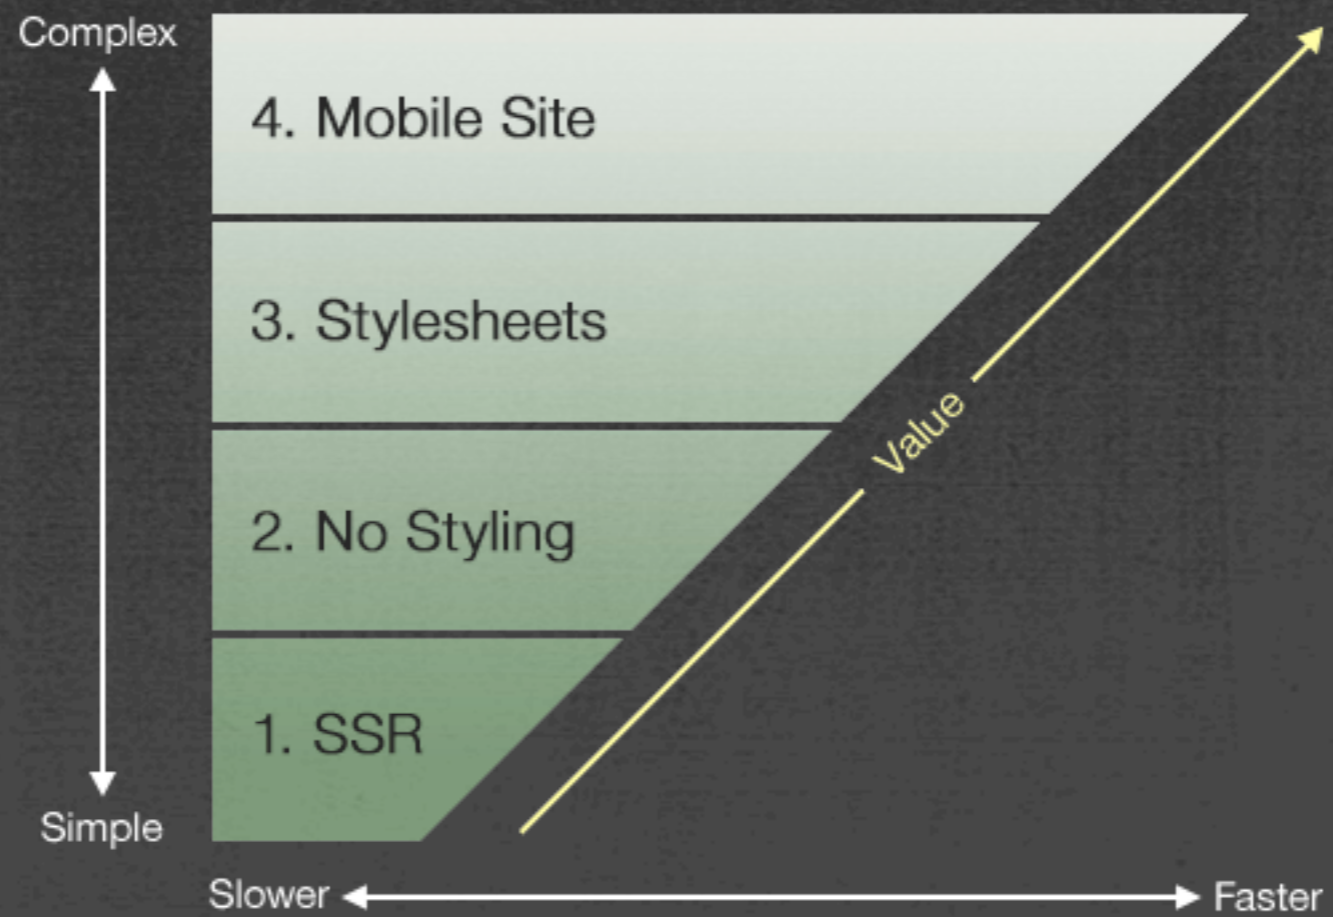 Complex
4. Mobile Site
3. Stylesheets
Value
2. No Styling
1. SSR
Simple
Slower
Faster